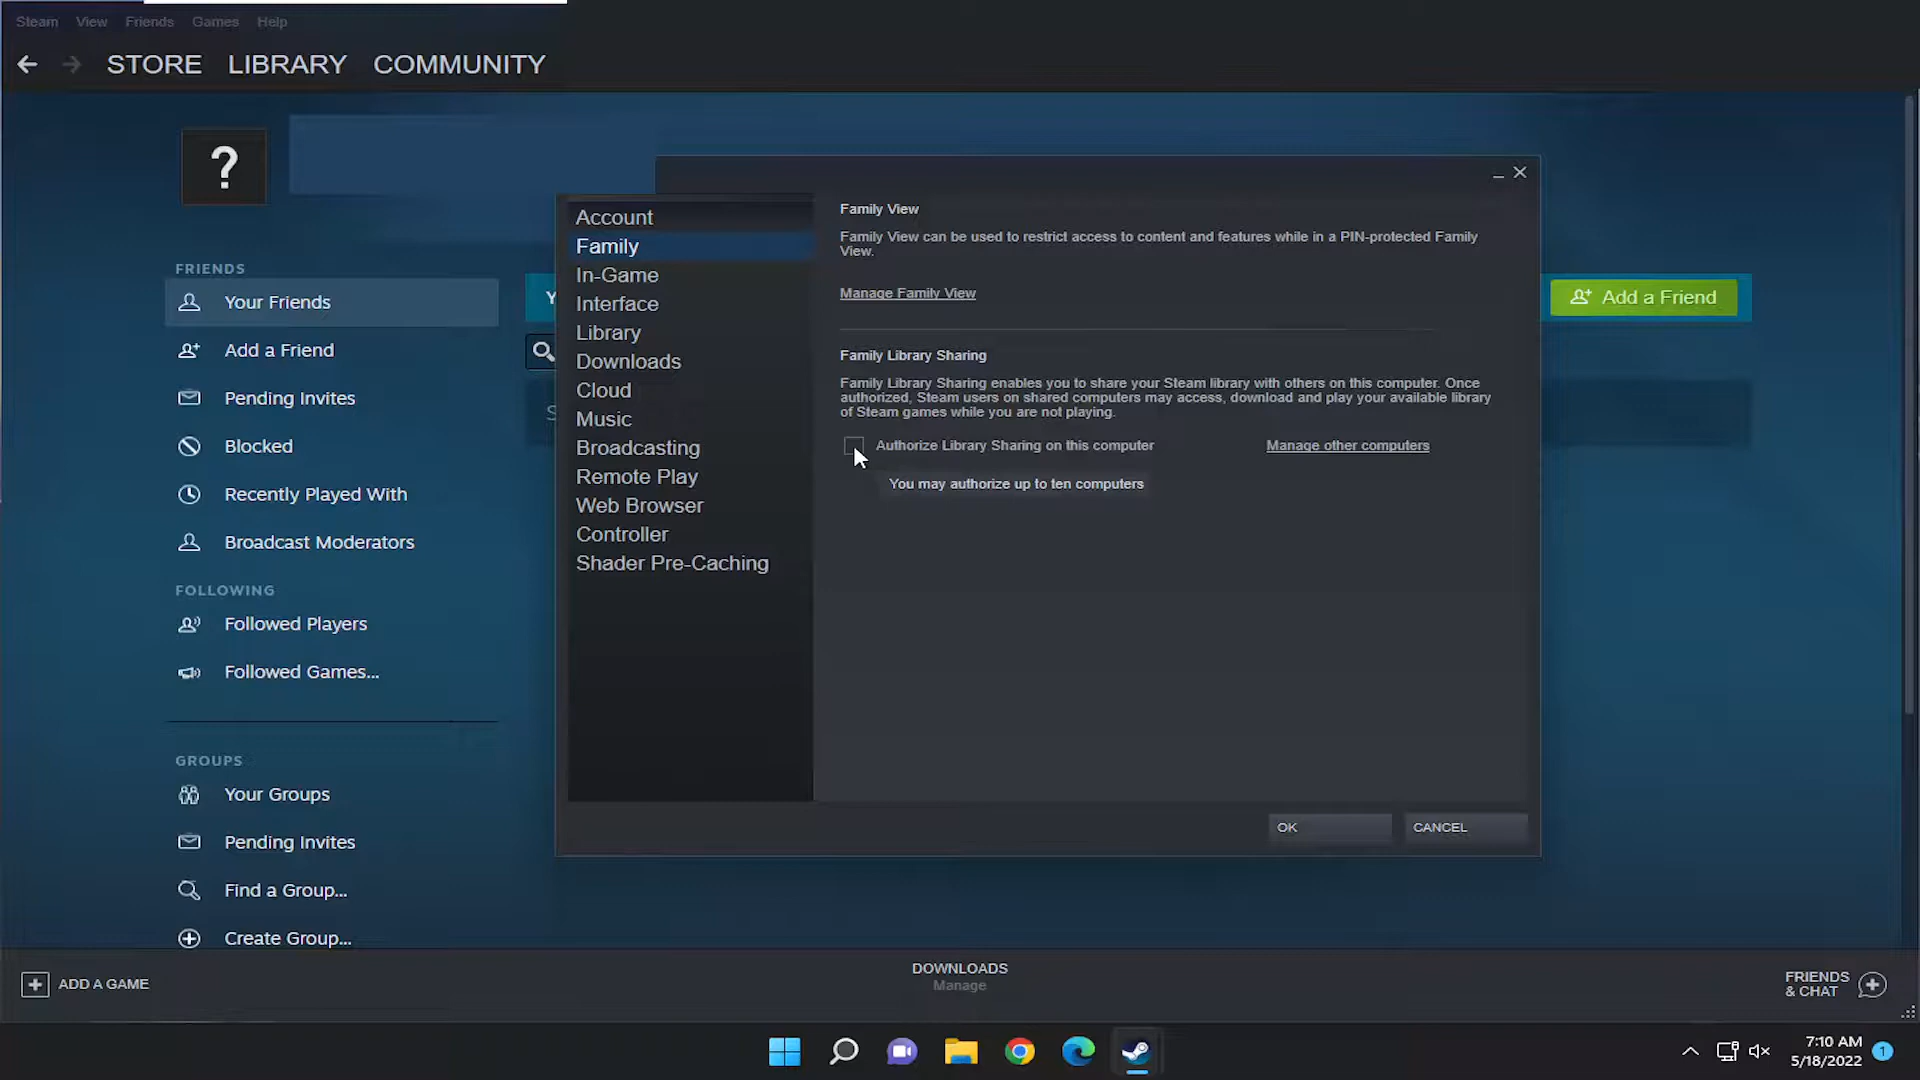 Steam View Friends Games Help
STORE LIBRARY COMMUNITY
?
FRIENDS
Your Friends
Add a Friend
Pending Invites
Blocked
Recently Played With
Broadcast Moderators
FOLLOWING
Followed Players
Followed Games...
GROUPS
Your Groups
Pending Invites
Find a Group...
Create Group...
Y
S
Add a Friend
Account
Family
In-Game
Interface
Library
Downloads
Cloud
Music
Broadcasting
Remote Play
Web Browser
Controller
Shader Pre-Caching
Family View
Family View can be used to restrict access to content and features while in a PIN-protected Family
View.
Manage Family View
Family Library Sharing
Family Library Sharing enables you to share your Steam library with others on this computer. Once
authorized, Steam users on shared computers may access, download and play your available library
of Steam games while you are not playing.
Authorize Library Sharing on this computer
Manage other computers
You may authorize up to ten computers
OK
CANCEL
ADD A GAME
DOWNLOADS
Manage
FRIENDS
& CHAT
7:10 AM
5/18/2022
1